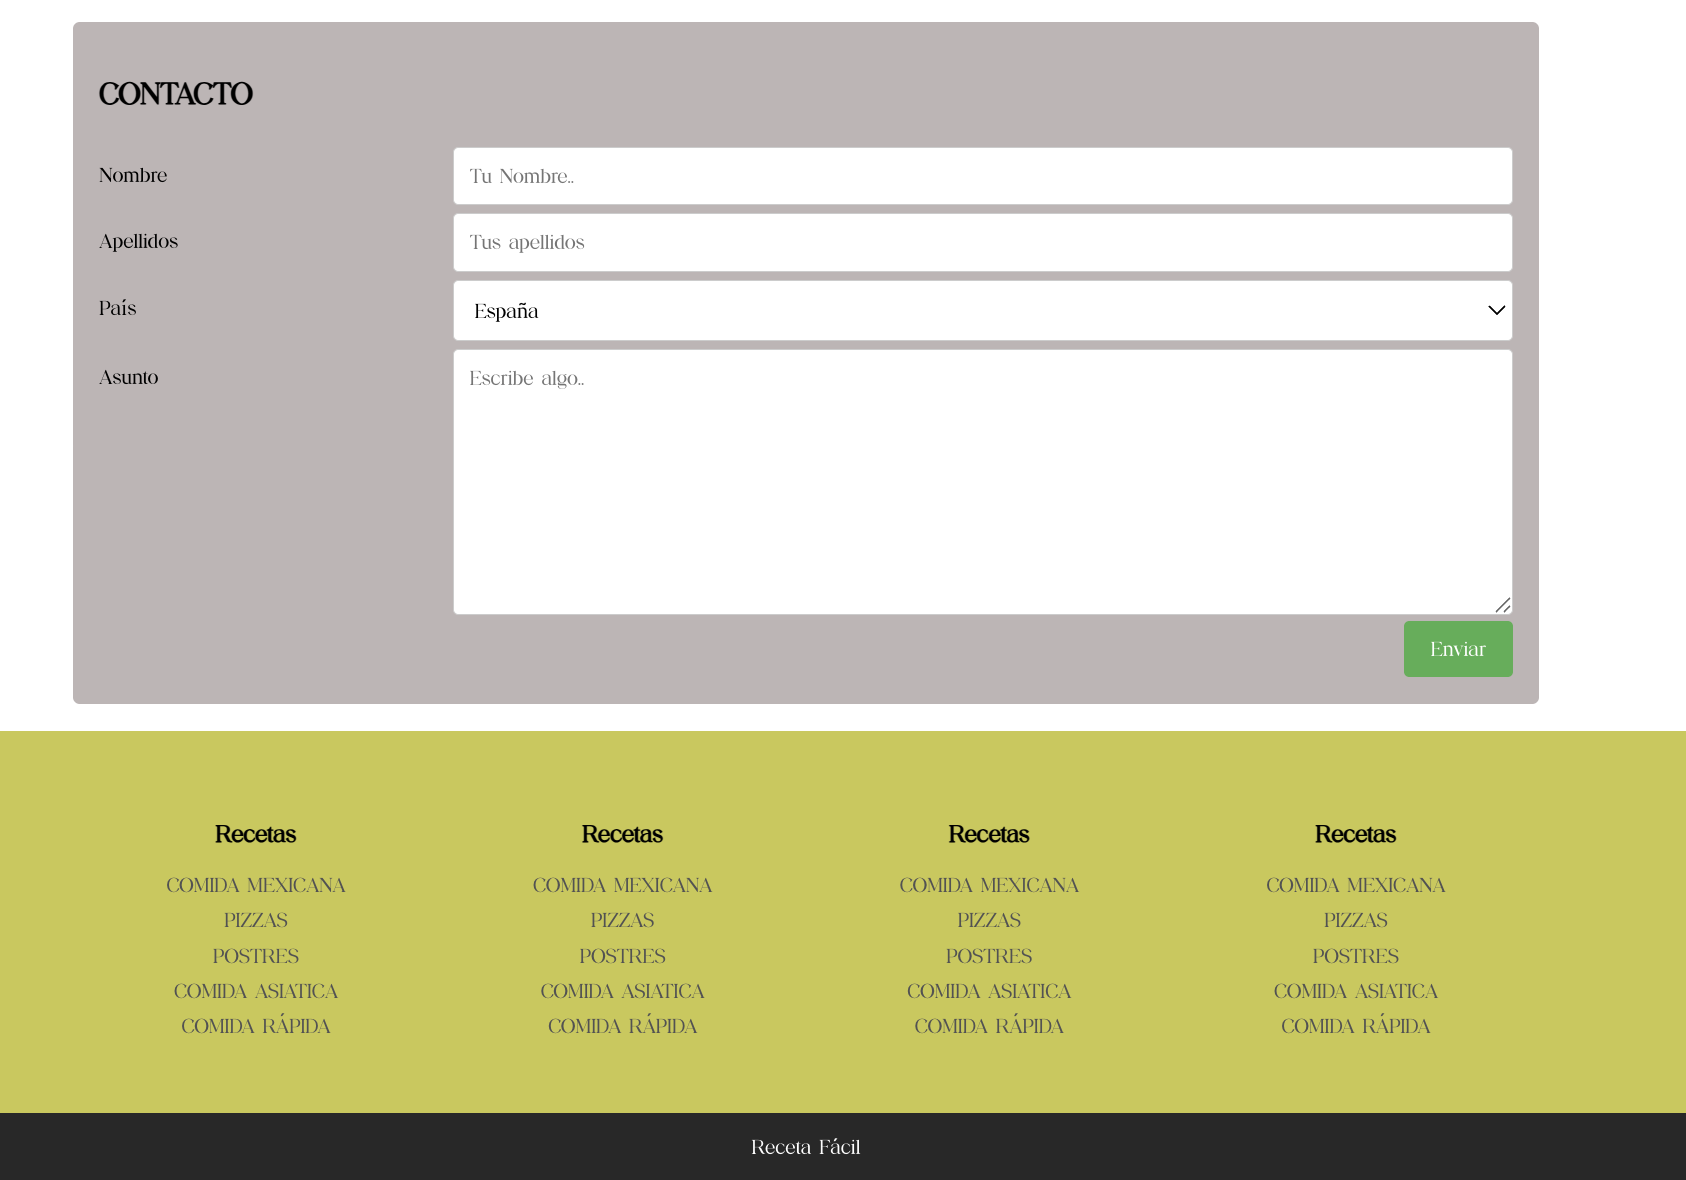 CONTACTO
Nombre
Tu Nombre..
Apellidos
Tus apellidos
País
España
Asunto
Escribe algo..
Enviar
Recetas
COMIDA MEXICANA
PIZZAS
POSTRES
COMIDA ASIATICA
COMIDA RÁPIDA
Recetas
COMIDA MEXICANA
PIZZAS
POSTRES
COMIDA ASIATICA
COMIDA RÁPIDA
Recetas
COMIDA MEXICANA
PIZZAS
POSTRES
COMIDA ASIATICA
COMIDA RÁPIDA
Recetas
COMIDA MEXICANA
PIZZAS
POSTRES
COMIDA ASIATICA
COMIDA RÁPIDA
Receta Fácil